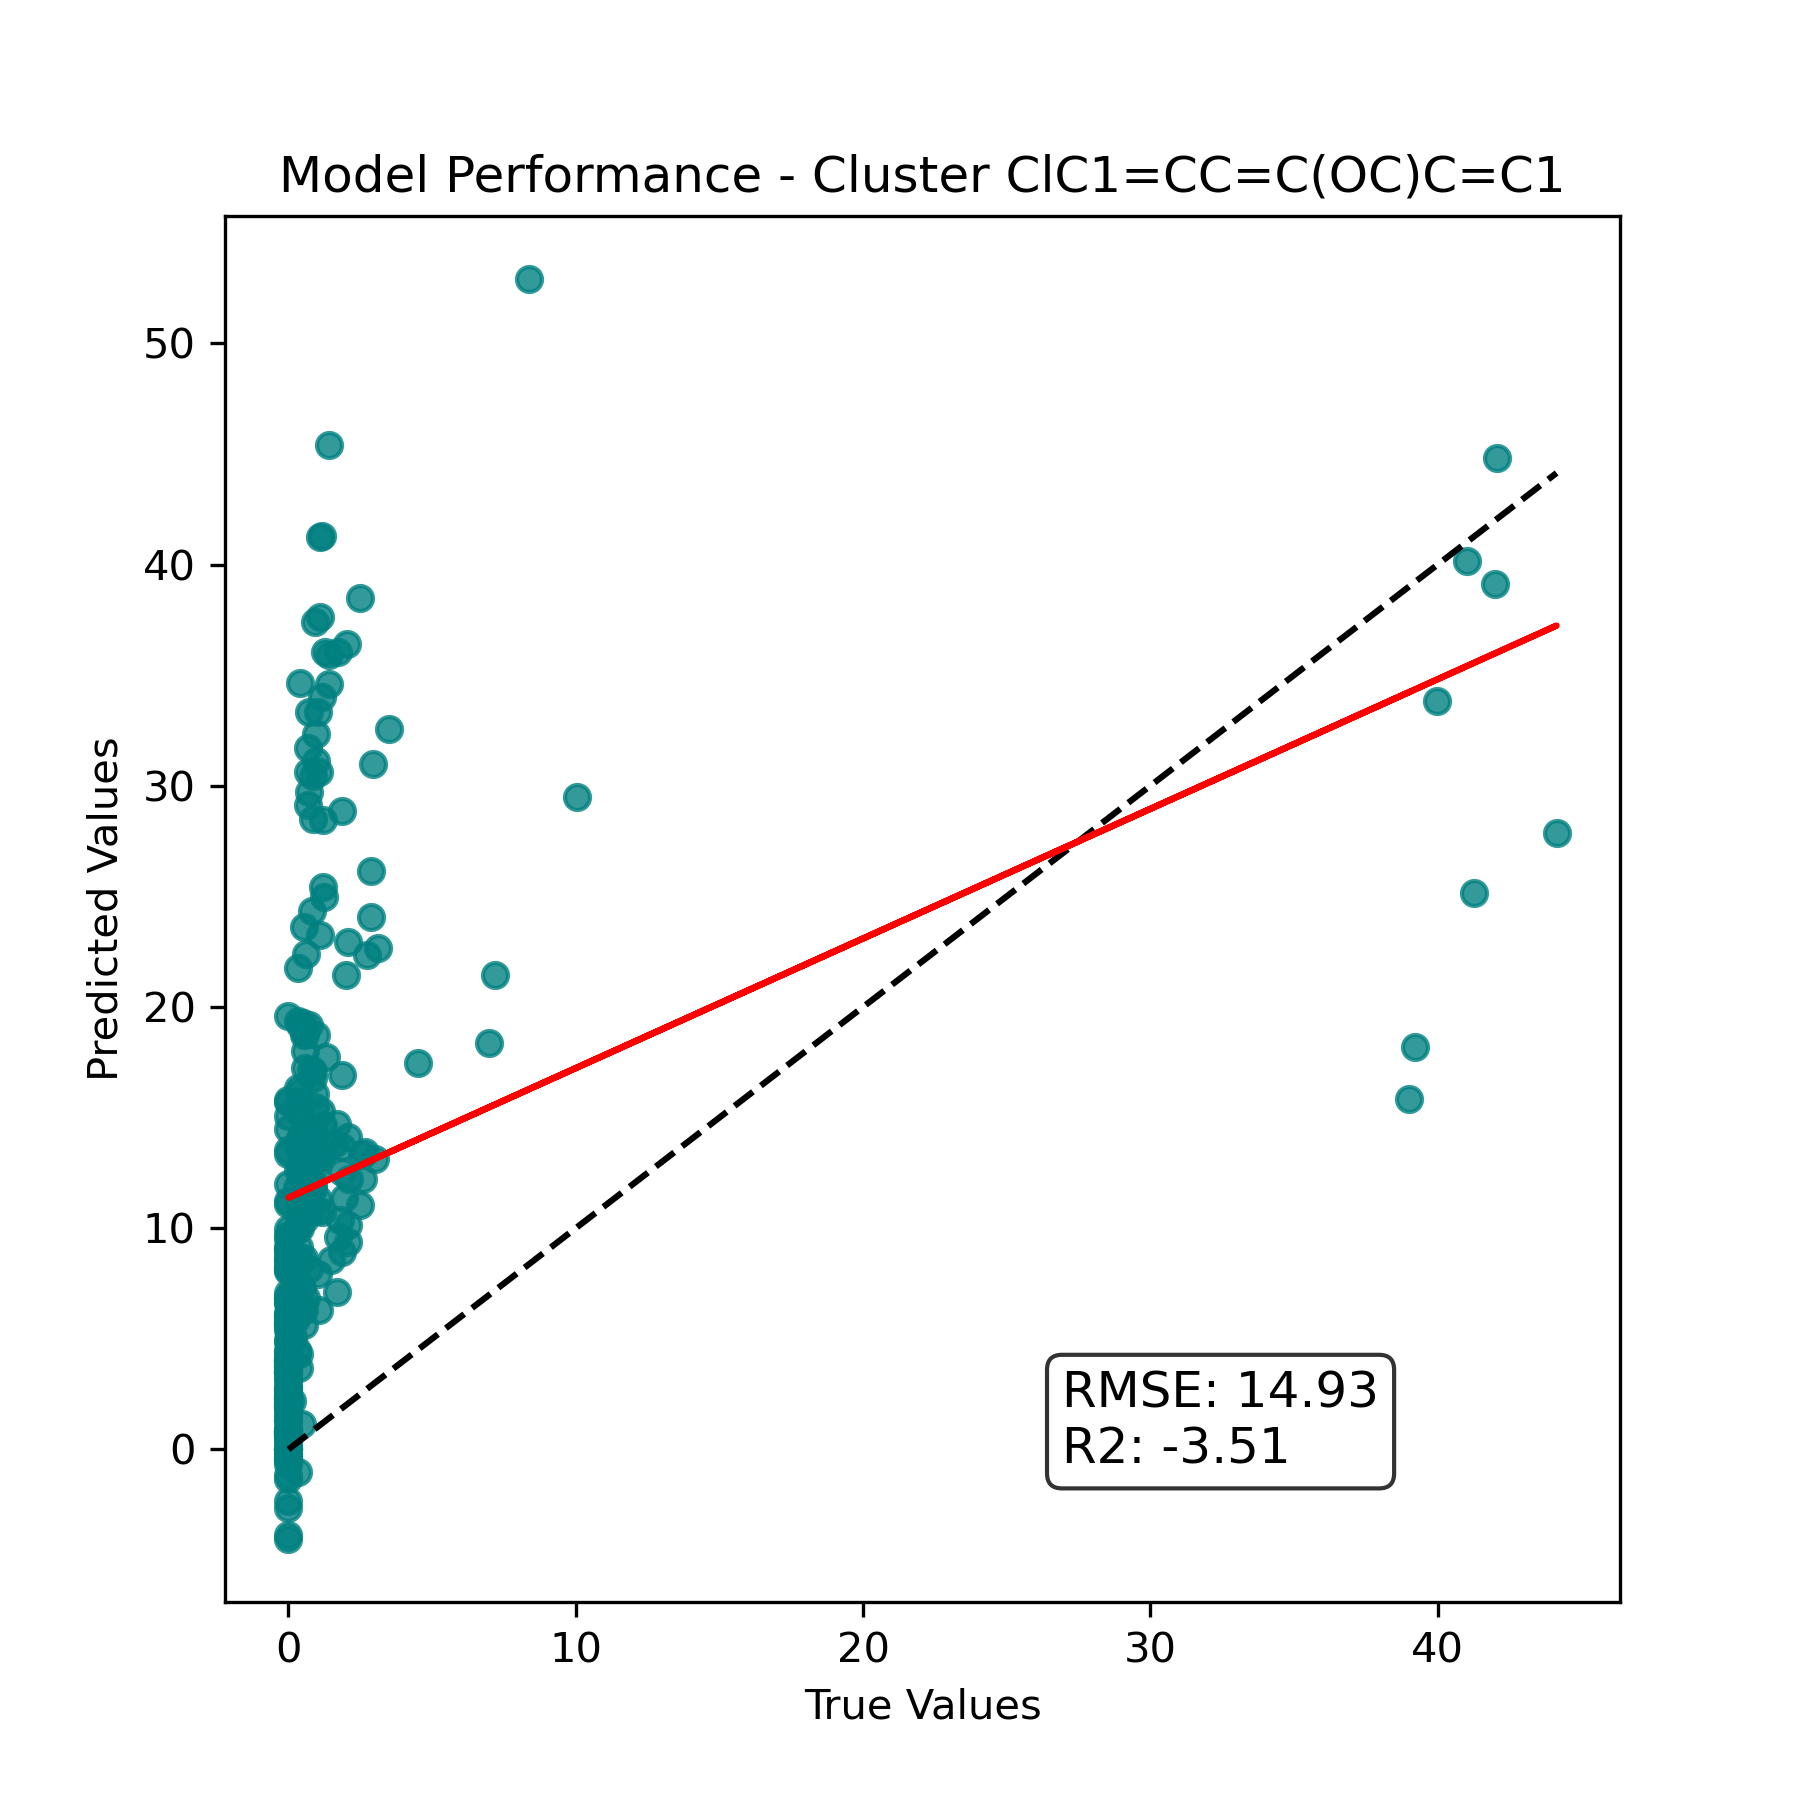 Model Performance - Cluster ClC1=CC=C(OC)C=C1
50
40
30
20
10
0
Predicted Values
RMSE: 14.93
R2: -3.51
0 10 20 30 40
True Values